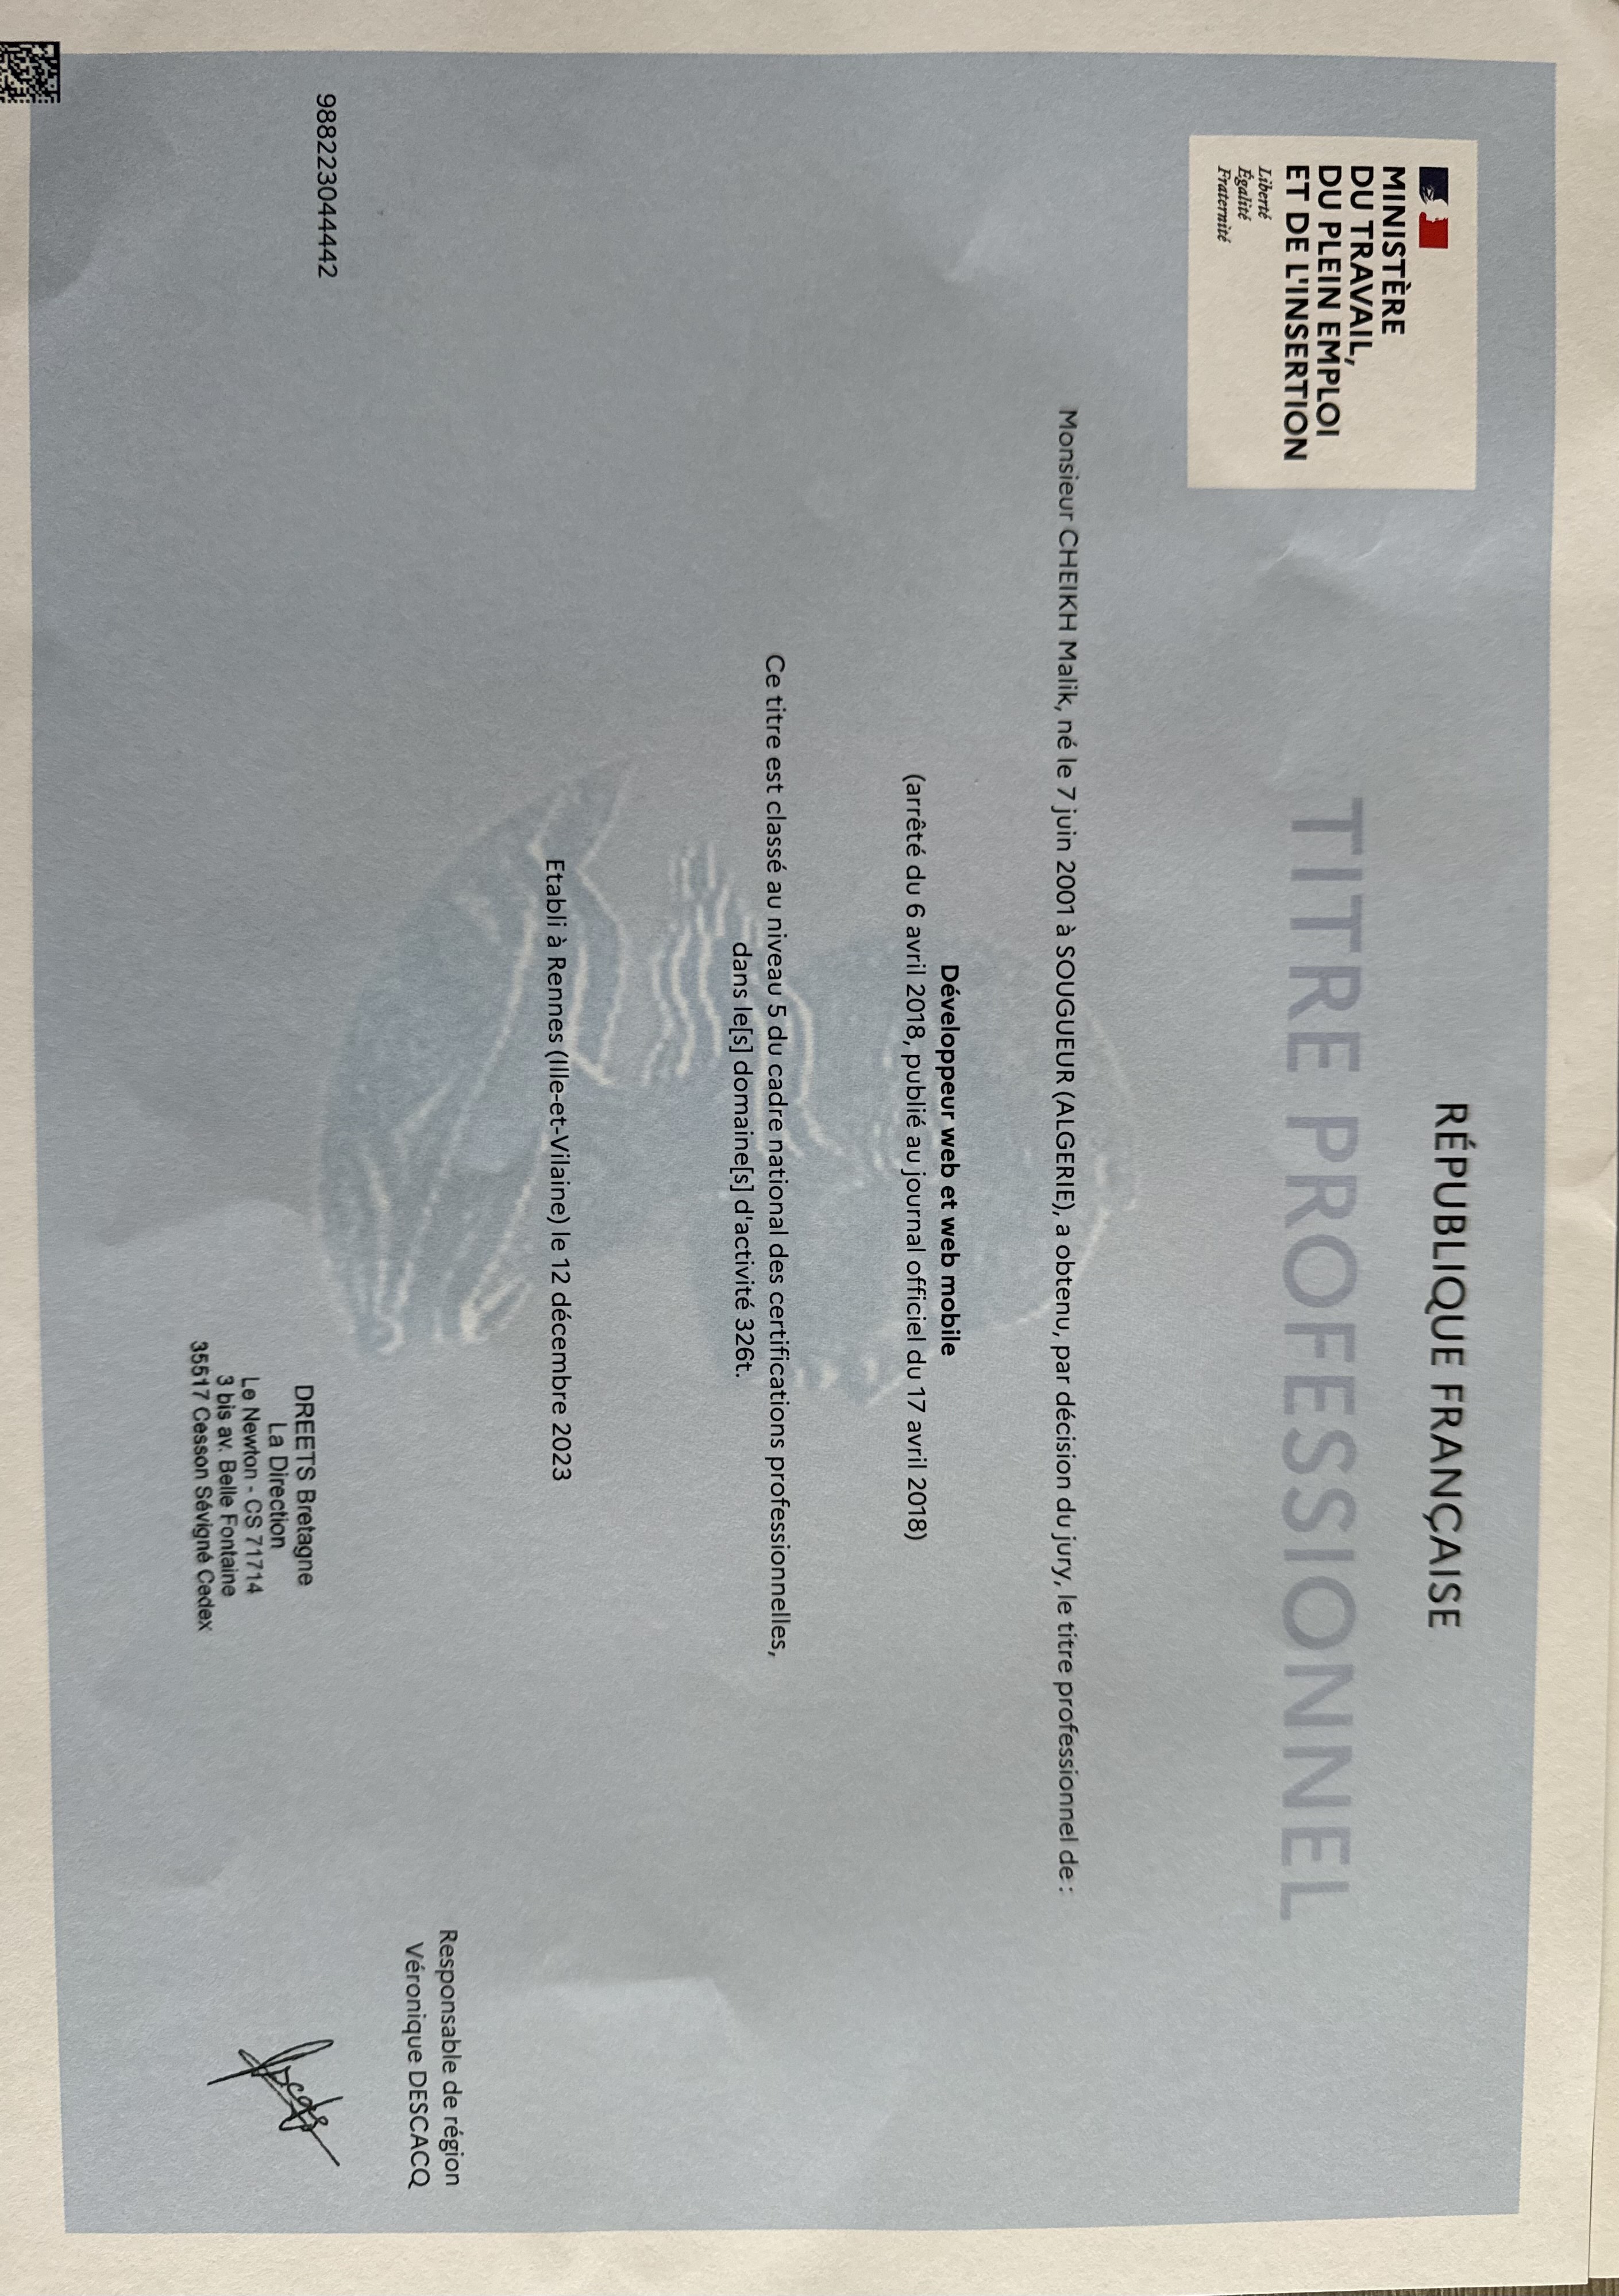 MINISTÈRE
DU TRAVAIL,
DU PLEIN EMPLOI
ET DE L'INSERTION
Liberté
Égalité
Fraternité
RÉPUBLIQUE FRANÇAISE
TITRE PROFESSIONNEL
Monsieur CHEIKH Malik, né le 7 juin 2001 à SOUGUEUR (ALGERIE), a obtenu, par décision du jury, le titre professionnel de :
Développeur web et web mobile
(arrêté du 6 avril 2018, publié au journal officiel du 17 avril 2018)
Ce titre est classé au niveau 5 du cadre national des certifications professionnelles,
dans le[s] domaine[s] d'activité 326t.
Etabli à Rennes (Ille-et-Vilaine) le 12 décembre 2023
Responsable de région
Véronique DESCACQ
988223044442
DREETS Bretagne
La Direction
Le Newton - CS 71714
3 bis av. Belle Fontaine
35517 Cesson Sévigné Cedex